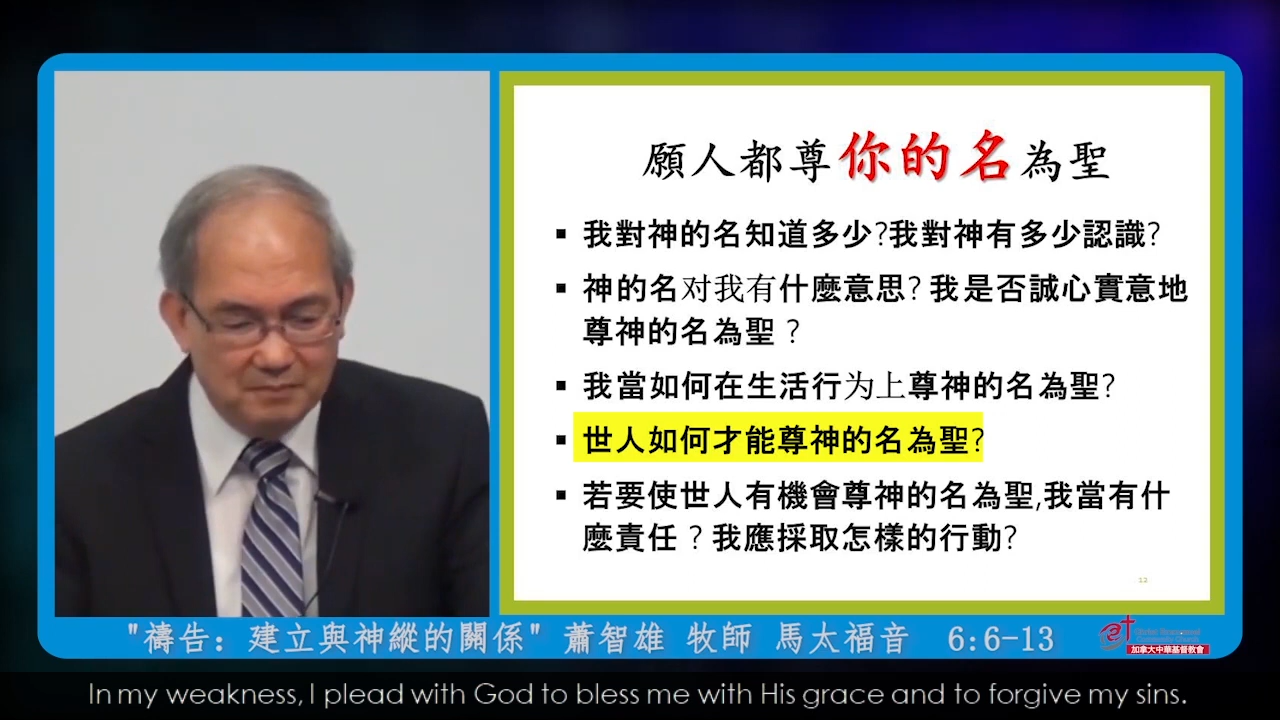 願人都尊你的名為聖
▪ 我對神的名知道多少?我對神有多少認識?
▪ 神的名对我有什麼意思? 我是否誠心實意地
尊神的名為聖 ?
▪ 我當如何在生活行为上尊神的名為聖?
▪ 世人如何才能尊神的名為聖?
▪ 若要使世人有機會尊神的名為聖,我當有什
麼責任 ? 我應採取怎樣的行動?
12
"禱告: 建立與神縱的關係" 蕭智雄 牧師 馬太福音 6:6-13
加拿大中華基督教會
In my weakness, I plead with God to bless me with His grace and to forgive my sins.